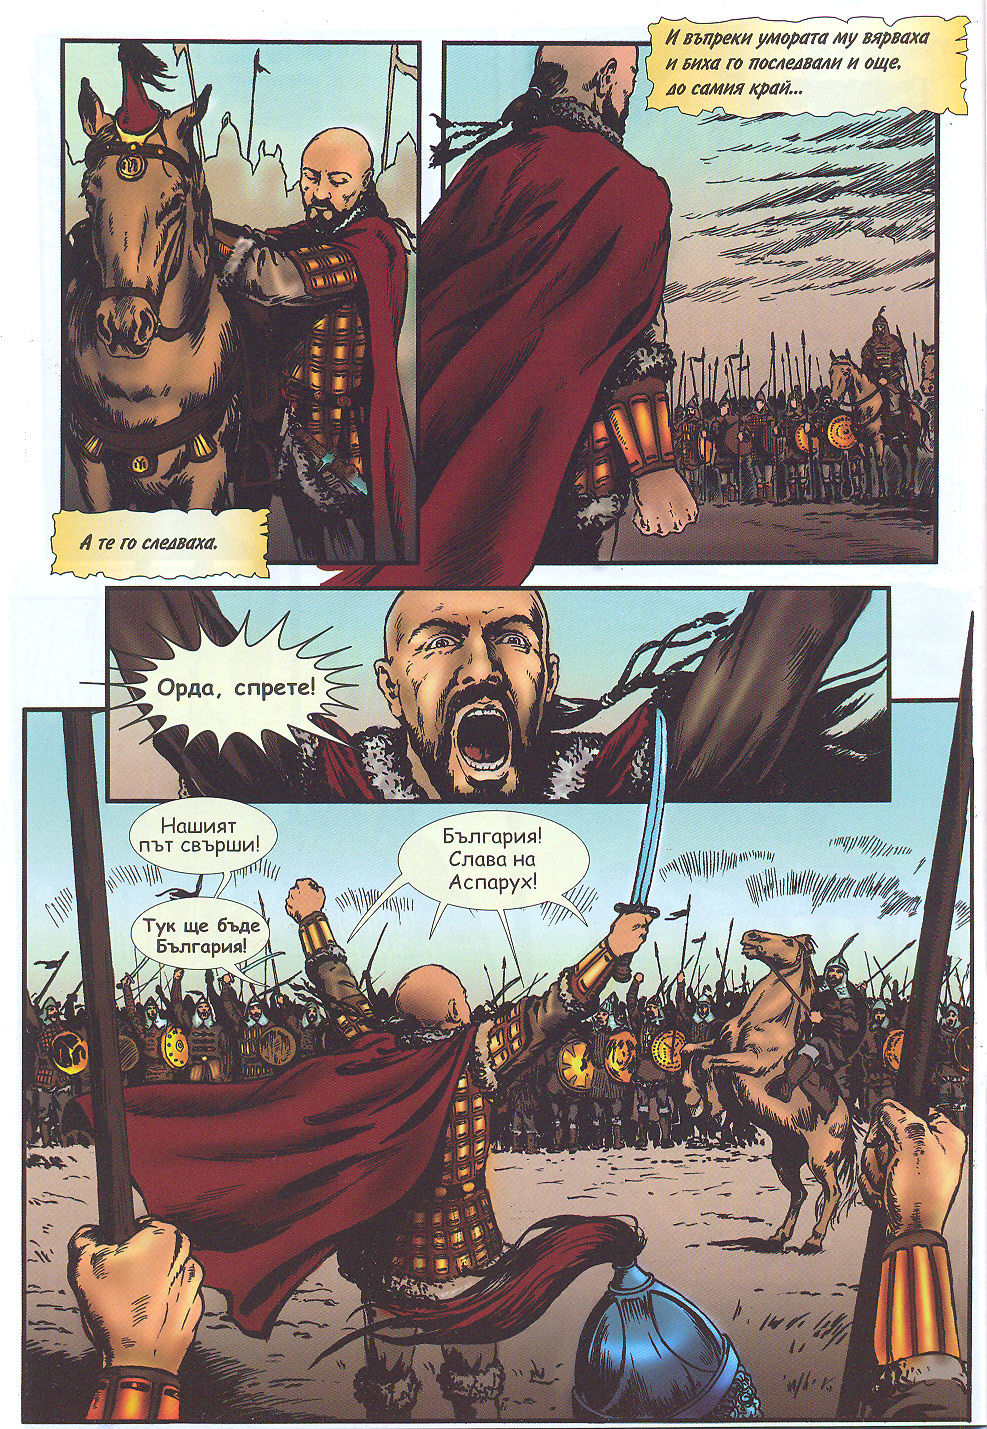 А те го следваха.
И въпреки умората му вярваха
и биха го последвали и още,
до самия край...
Орда, спрете!
Нашият
път свърши!
Тук ще бъде
България!
България!
Слава на
Аспарух!